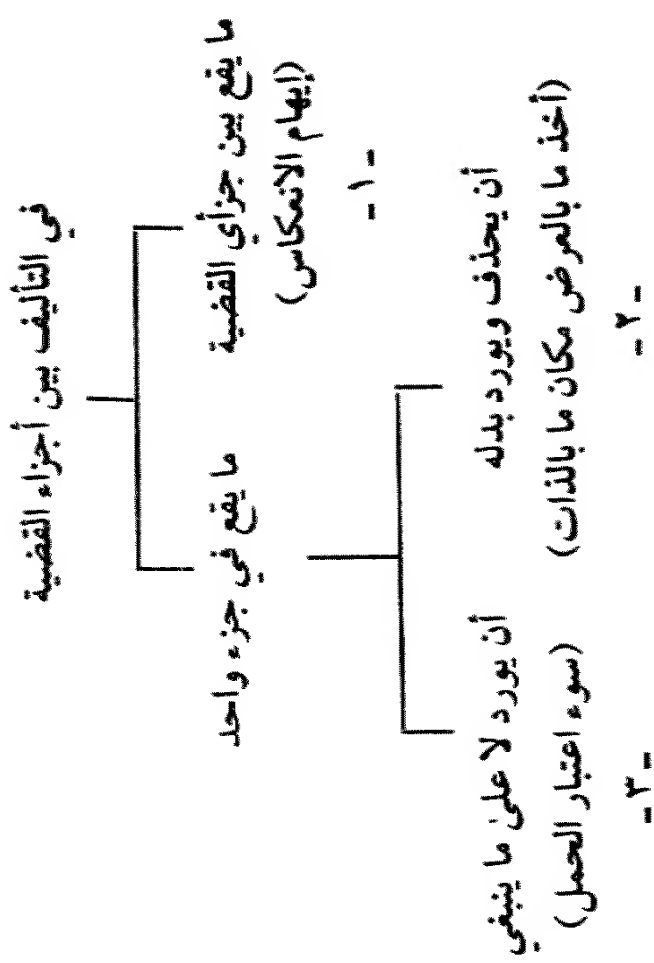 في التأليف بين أجزاء القضية
ما يقع بين جزأي القضية
(إيهام الانعكاس)
- ١ -
ما يقع في جزء واحد
أن يحذف ويورد بدله
(أخذ ما بالعرض مكان ما بالذات)
- ٢ -
أن يورد لا على ما ينبغي
(سوء اعتبار الحمل)
- ٣ -